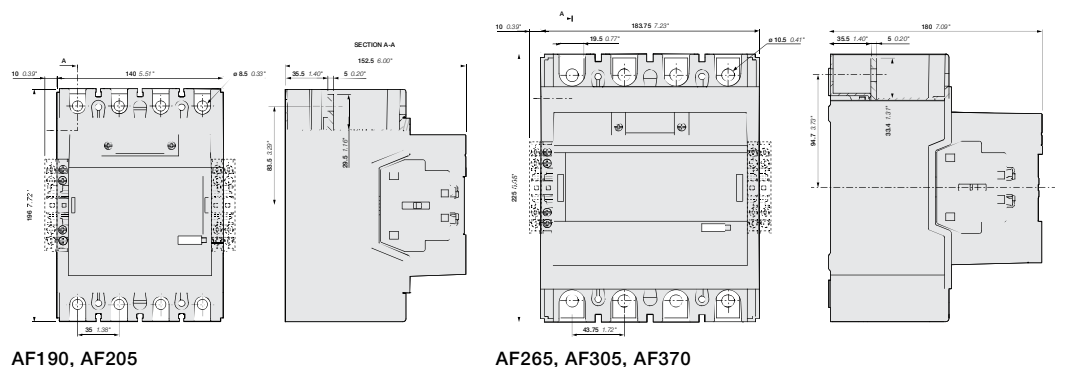 SECTION A-A
152.5 6.00"
10 0.39"
A
140 5.51"
ø 8.5 0.33"
35.5 1.40"
5 0.20"
196 7.72"
83.5 3.29"
29.5 1.16"
35 1.38"
AF190, AF205
A
10 0.39"
183.75 7.23"
19.5 0.77"
ø 10.5 0.41"
180 7.09"
35.5 1.40"
5 0.20"
94.7 3.73"
33.4 1.31"
225
43.75 1.72"
AF265, AF305, AF370